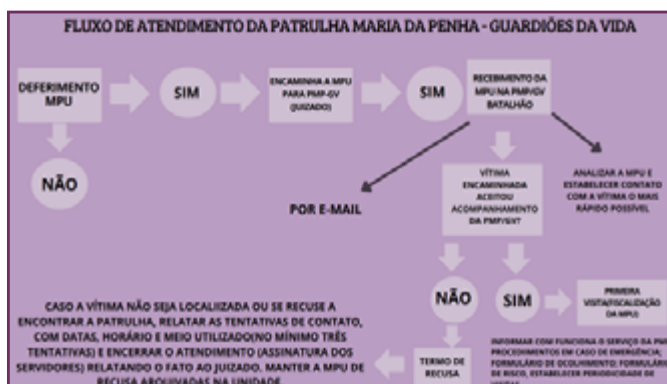 FLUXO DE ATENDIMENTO DA PATRULHA MARIA DA PENHA - GUARDIÕES DA VIDA
DEFERIMENTO
MPU
SIM
ENCAMINHA A MPU
PARA PMP-GV
(JUIZADO)
SIM
RECEBIMENTO DA
MPU NA PMP/GV
BATALHÃO
NÃO
POR E-MAIL
VÍTIMA
ENCAMINHADA
ACEITOU
ACOMPANHAMENTO
DA PMP/GV?
ANALIZAR A MPU E
ESTABELECER CONTATO
COM A VÍTIMA O MAIS
RÁPIDO POSSÍVEL
NÃO
SIM
PRIMEIRA
VISITA(FISCALIZAÇÃO
DA MPU)
CASO A VÍTIMA NÃO SEJA LOCALIIZADA OU SE RECUSE A
ENCONTRAR A PATRULHA, RELATAR AS TENTATIVAS DE CONTATO,
COM DATAS, HORÁRIO E MEIO UTILIZADO(NO MÍNIMO TRÊS
TENTATIVAS) E ENCERRAR O ATENDIMENTO (ASSINATURA DOS
SERVIDORES) RELATANDO O FATO AO JUIZADO. MANTER A MPU DE
RECUSA ARQUIVADAS NA UNIDADE
TERMO DE
RECUSA
INFORMAR COM FUNCIONA O SERVIÇO DA
PROCEDIMENTOS EM CASO DE EMERGÊNCIA;
FORMULÁRIO DE OCOLHIMENTO; FORMULÁRIO
DE RISCO, ESTABELECER PERIODICIDADE DE